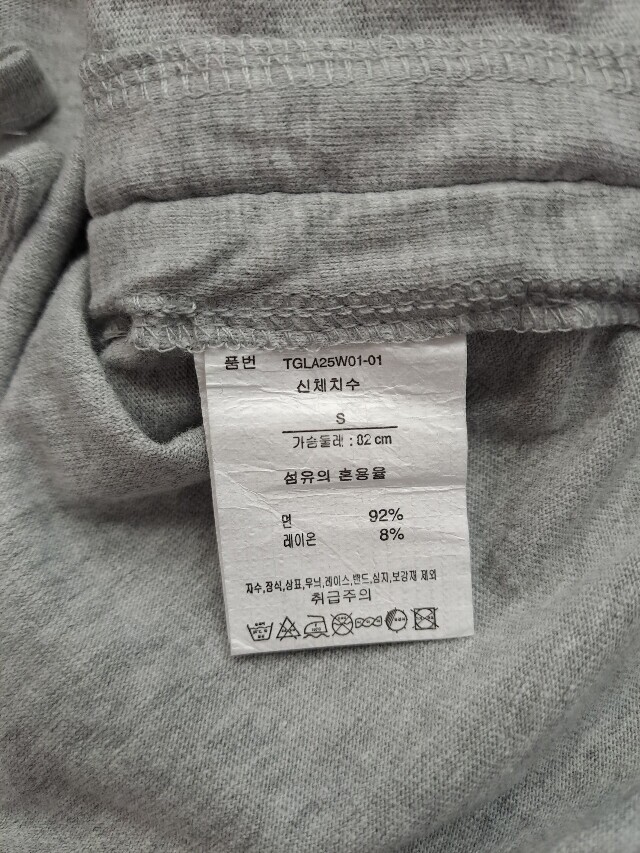 품번 TGLA25W01-01
신체치수
S
가슴둘레 : 82 cm
섬유의 혼용율
면 92%
레이온 8%
자수,장식,상표,무늬,레이스,밴드,심지,보강재 제외
취급주의